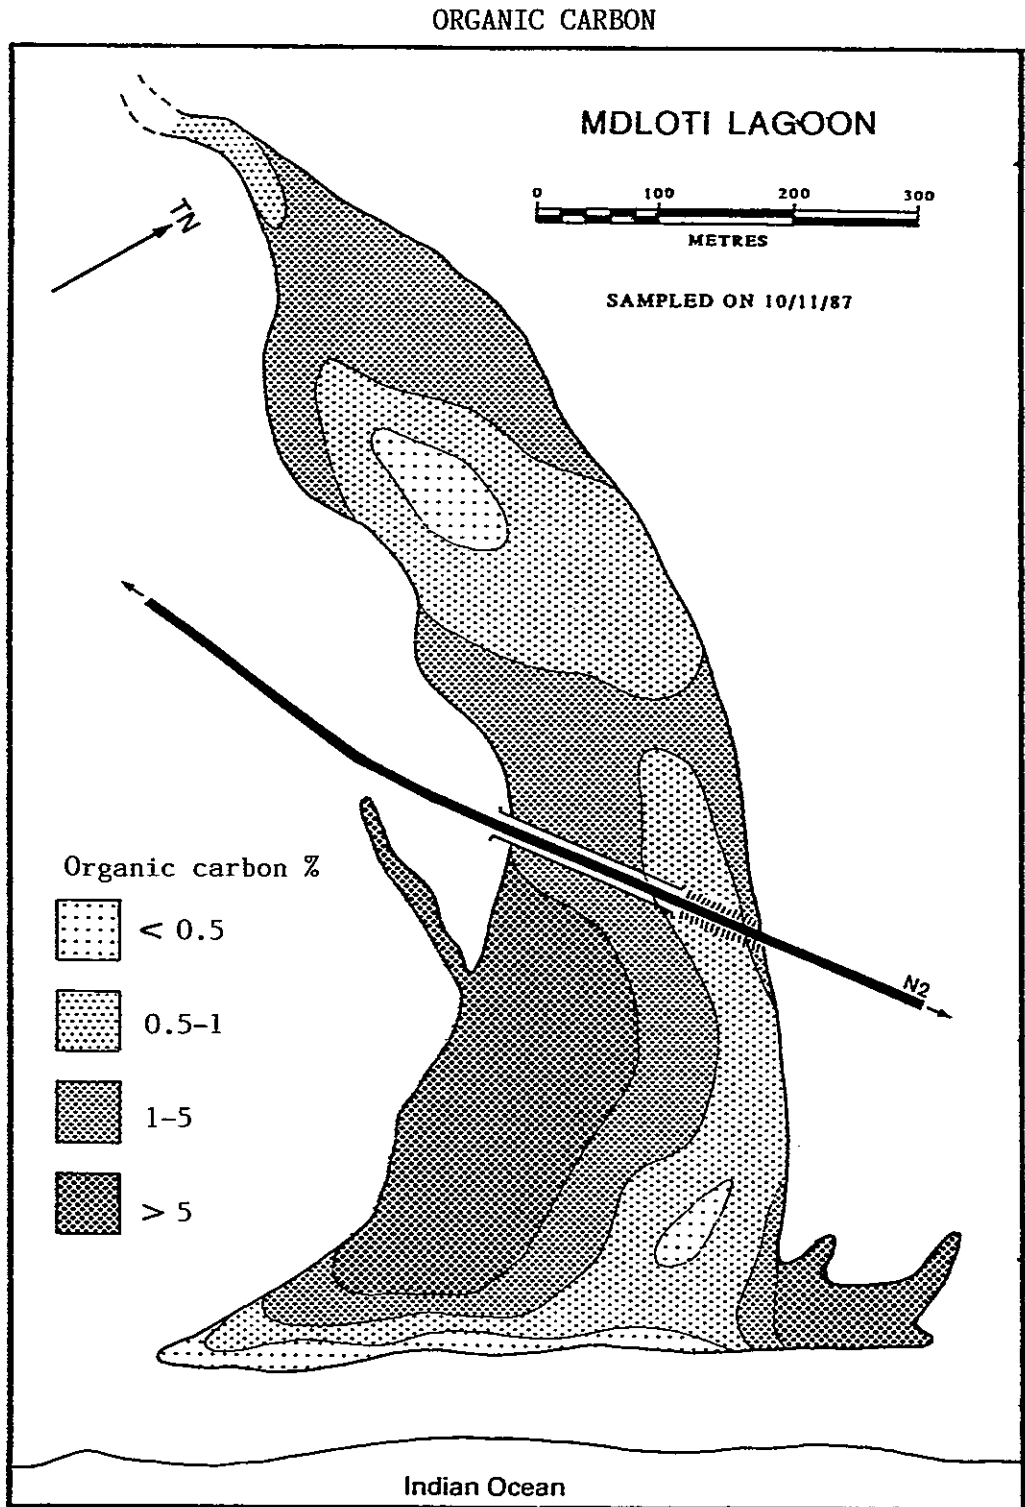 ORGANIC CARBON
MDLOTI LAGOON
0 100 200 300
METRES
TN
SAMPLED ON 10/11/87
Organic carbon %
< 0.5
0.5-1
1-5
> 5
N2
Indian Ocean